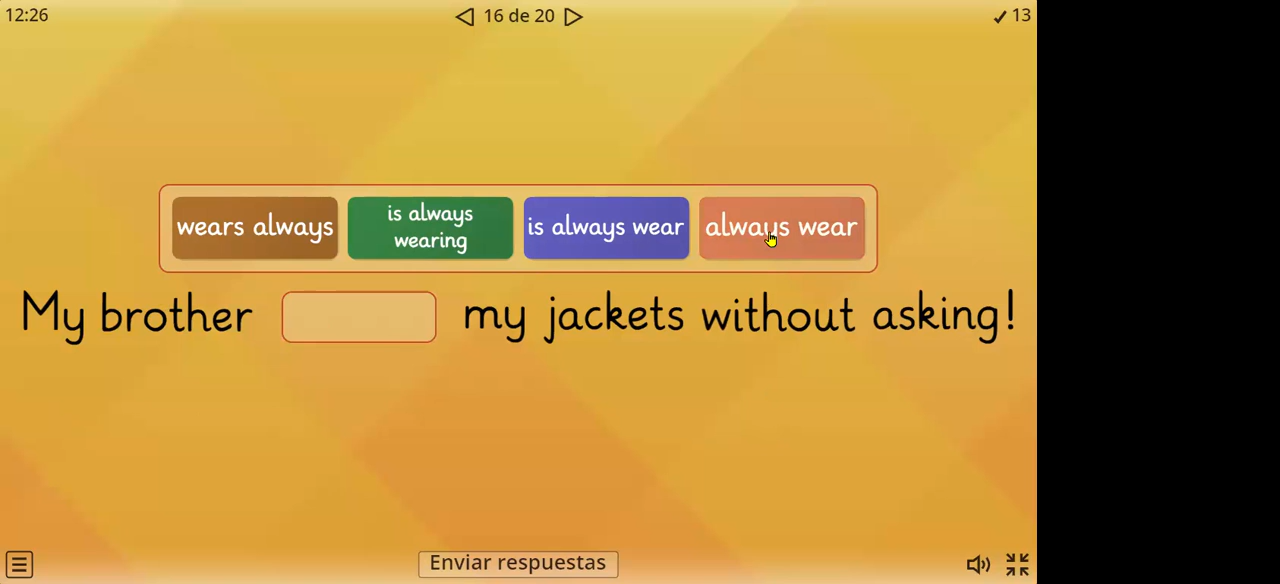 12:26
16 de 20
13
wears always
is always
wearing
is always wear
always wear
My brother my jackets without asking!
Enviar respuestas